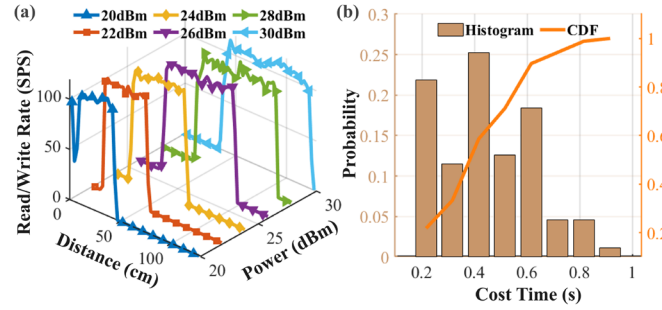 (a)
20dBm 24dBm 28dBm
22dBm 26dBm 30dBm
Read/Write Rate (SPS)
100
50
0
0
50
100
Distance (cm)
20
25
30
Power (dBm)
(b)
Histogram CDF
Probability
0.3
0.25
0.2
0.15
0.1
0.05
0
0.2 0.4 0.6 0.8 1
Cost Time (s)
1
0.8
0.6
0.4
0.2